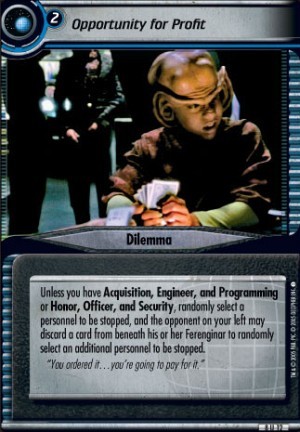 2 Opportunity for Profit
Dilemma
Unless you have Acquisition, Engineer, and Programming
or Honor, Officer, and Security, randomly select a
personnel to be stopped, and the opponent on your left may
discard a card from beneath his or her Ferenginar to randomly
select an additional personnel to be stopped.
"You ordered it...you're going to pay for it."